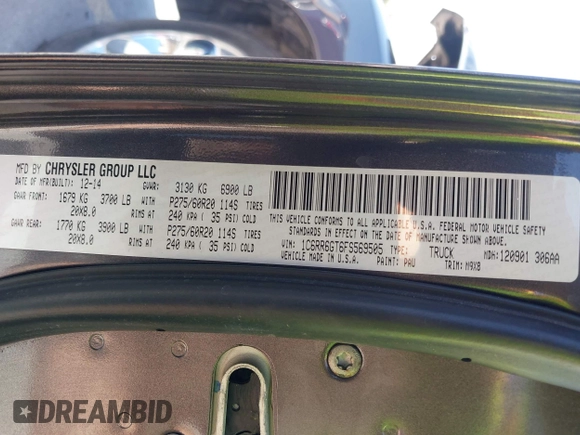 MFD BY CHRYSLER GROUP LLC
DATE OF MFR(BUILT): 12-14 GVWR: 3130 KG 6900 LB
GAWR FRONT: 1679 KG 3700 LB WITH P275/60R20 114S TIRES
20X8.0 RIMS AT 240 KPA ( 35 PSI) COLD
GAWR REAR: 1770 KG 3900 LB WITH P275/60R20 114S TIRES
20X8.0 RIMS AT 240 KPA ( 35 PSI) COLD
THIS VEHICLE CONFORMS TO ALL APPLICABLE U.S.A. FEDERAL MOTOR VEHICLE SAFETY
STANDARDS IN EFFECT ON THE DATE OF MANUFACTURE SHOWN ABOVE.
VIN: 1C6RR6GT6FS569505 TYPE: TRUCK MDH: 120901 306AA
VEHICLE MADE IN U.S.A. PAINT: PAU TRIM: M9X8
DREAMBID